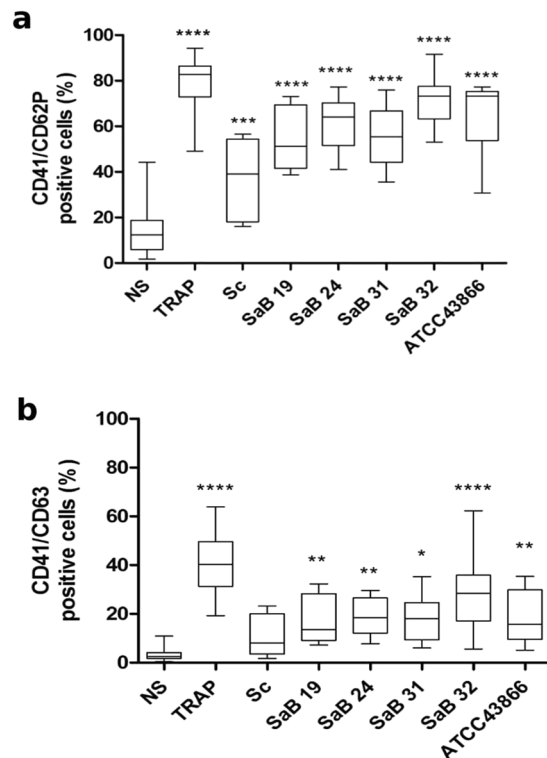 a
CD41/CD62P
positive cells (%)
100
80
60
40
20
0
****
***
****
****
****
****
****
NS
TRAP
Sc
SaB 19
SaB 24
SaB 31
SaB 32
ATCC43866
b
CD41/CD63
positive cells (%)
100
80
60
40
20
0
****
**
**
*
****
**
NS
TRAP
Sc
SaB 19
SaB 24
SaB 31
SaB 32
ATCC43866